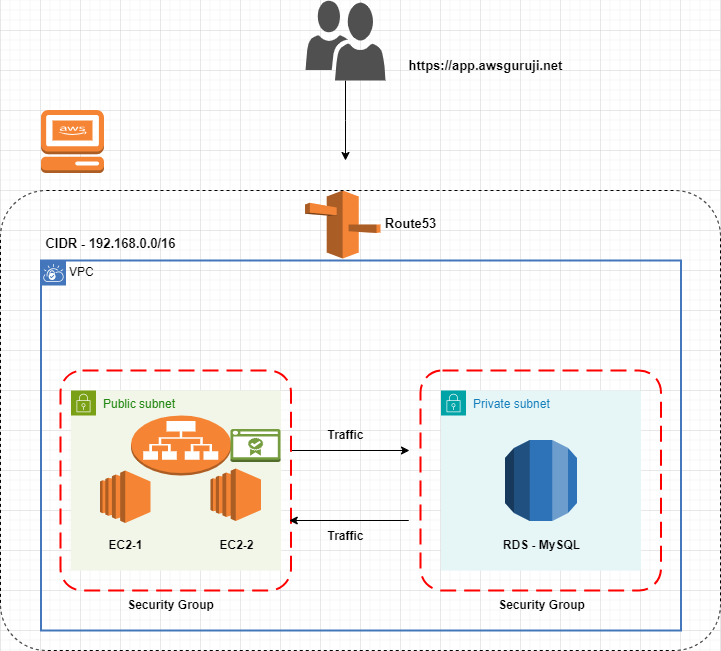 https://app.awsguruji.net
aws
Route53
CIDR - 192.168.0.0/16
VPC
Public subnet
Private subnet
Traffic
EC2-1
EC2-2
Traffic
RDS - MySQL
Security Group
Security Group